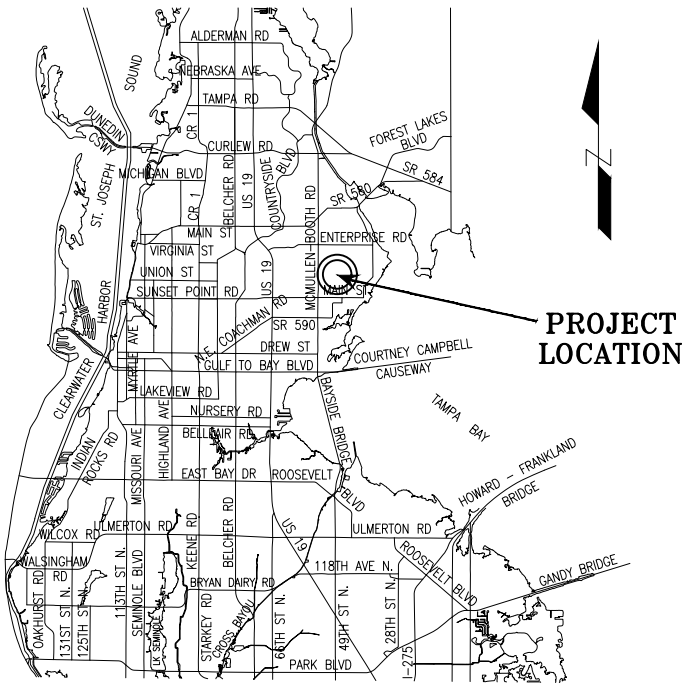 ALDERMAN RD
NEBRASKA AVE
SOUND
TAMPA RD
DUNEDIN
CSWY
CR 1
FOREST LAKES
BLVD
CURLEW RD
MICHIGAN BLVD
ST. JOSEPH
BELCHER RD
US 19
COUNTRYSIDE
BLVD
SR 584
SR 580
CR 1
MCMULLEN-BOOTH RD
MAIN ST
ENTERPRISE RD
VIRGINIA ST
UNION ST
US 19
SUNSET POINT RD
MAIN ST
HARBOR
N.E. COACHMAN RD
SR 590
PROJECT
LOCATION
MYRTLE AVE
DREW ST
COURTNEY CAMPBELL
CAUSEWAY
GULF TO BAY BLVD
CLEARWATER
LAKEVIEW RD
NURSERY RD
BAYSIDE BRIDGE
TAMPA BAY
BELLEAIR RD
HIGHLAND AVE
MISSOURI AVE
INDIAN
ROCKS RD
EAST BAY DR
ROOSEVELT
BLVD
HOWARD - FRANKLAND
BRIDGE
ULMERTON RD
WILCOX RD
KEENE RD
BELCHER RD
US 19
ULMERTON RD
WALSINGHAM
RD
118TH AVE N.
ROOSEVELT BLVD
GANDY BRIDGE
BRYAN DAIRY RD
OAKHURST RD
131ST N.
125TH N.
113TH ST N.
SEMINOLE BLVD
LK SEMINOLE
STARKEY RD
CROSS BAYOU
66TH ST N.
49TH ST N.
28TH ST N.
I-275
PARK BLVD
Z